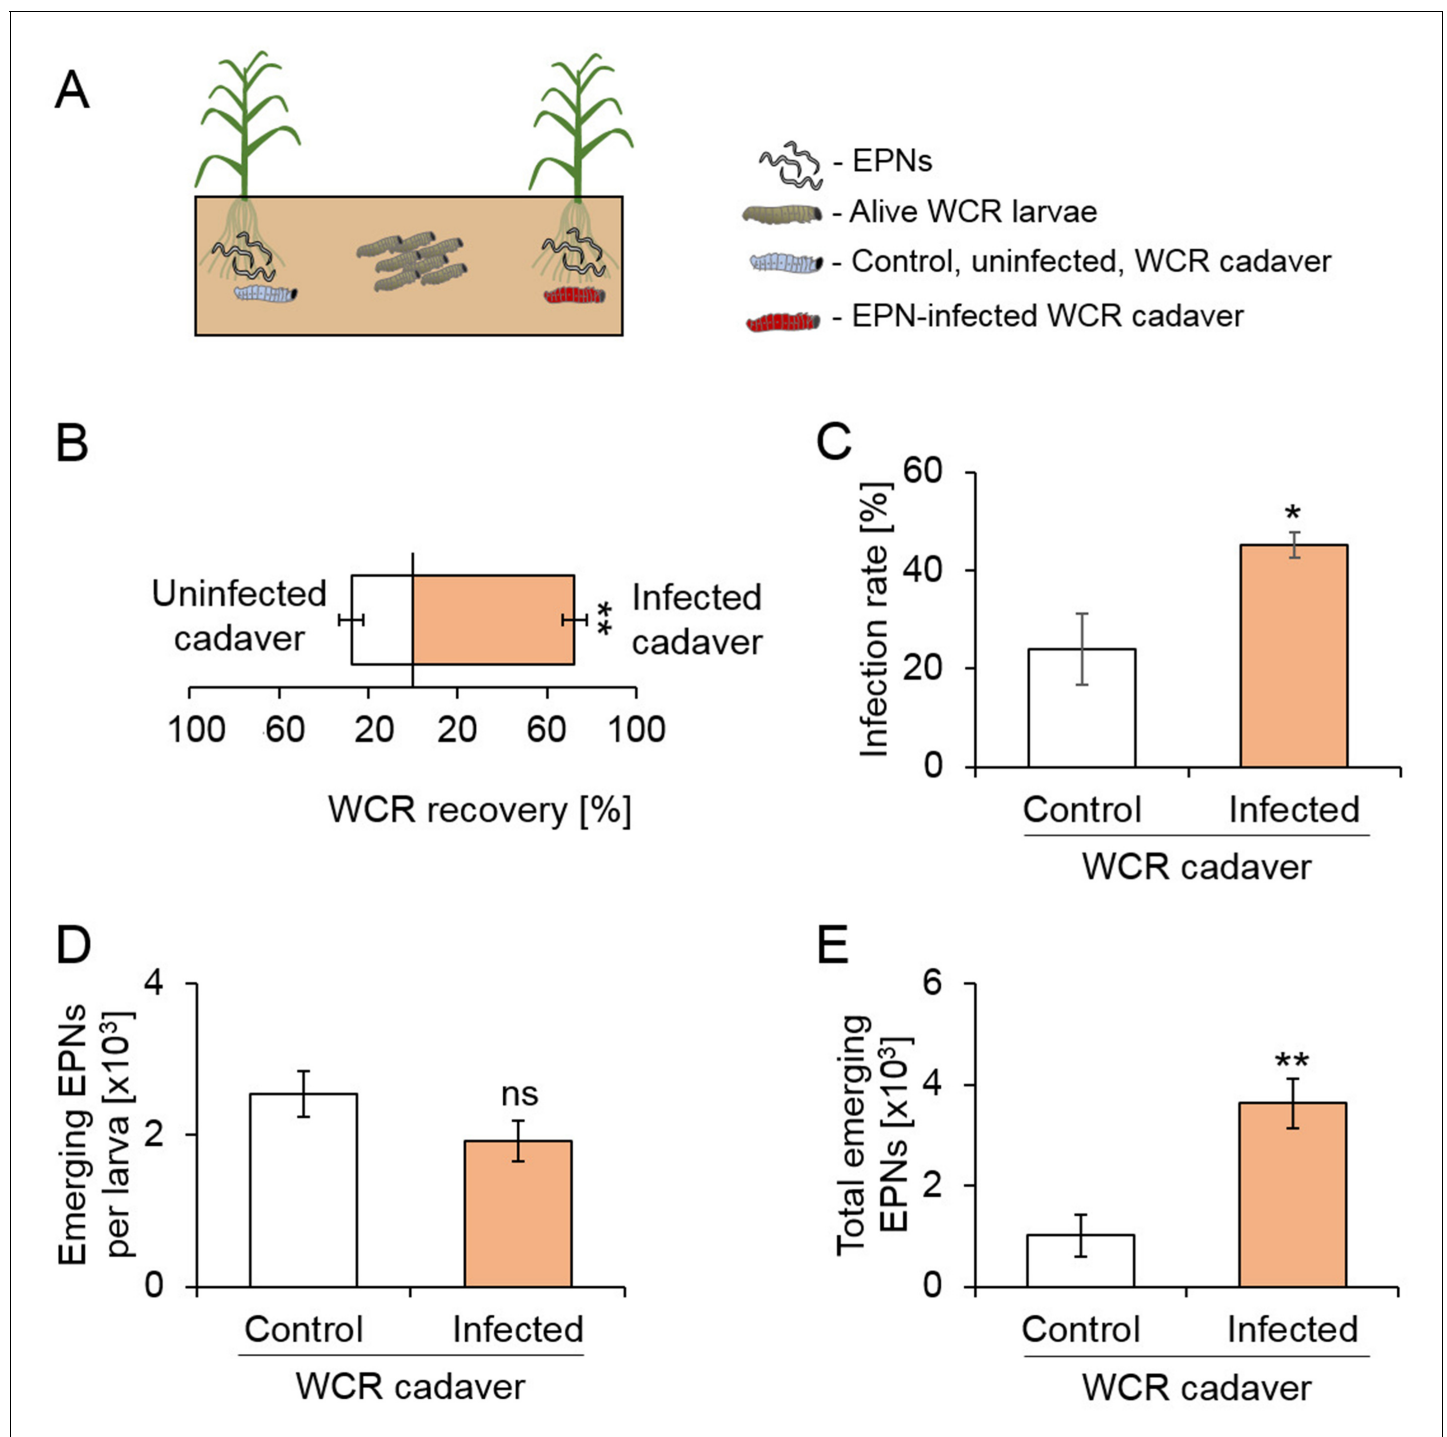 A
- EPNs
- Alive WCR larvae
- Control, uninfected, WCR cadaver
- EPN-infected WCR cadaver
B
Uninfected
cadaver
**
Infected
cadaver
100 60 20 20 60 100
WCR recovery [%]
C
Infection rate [%]
60
40
20
0
*
Control Infected
WCR cadaver
D
Emerging EPNs
per larva [x10³]
4
2
0
ns
Control Infected
WCR cadaver
E
Total emerging
EPNs [x10³]
6
4
2
0
**
Control Infected
WCR cadaver